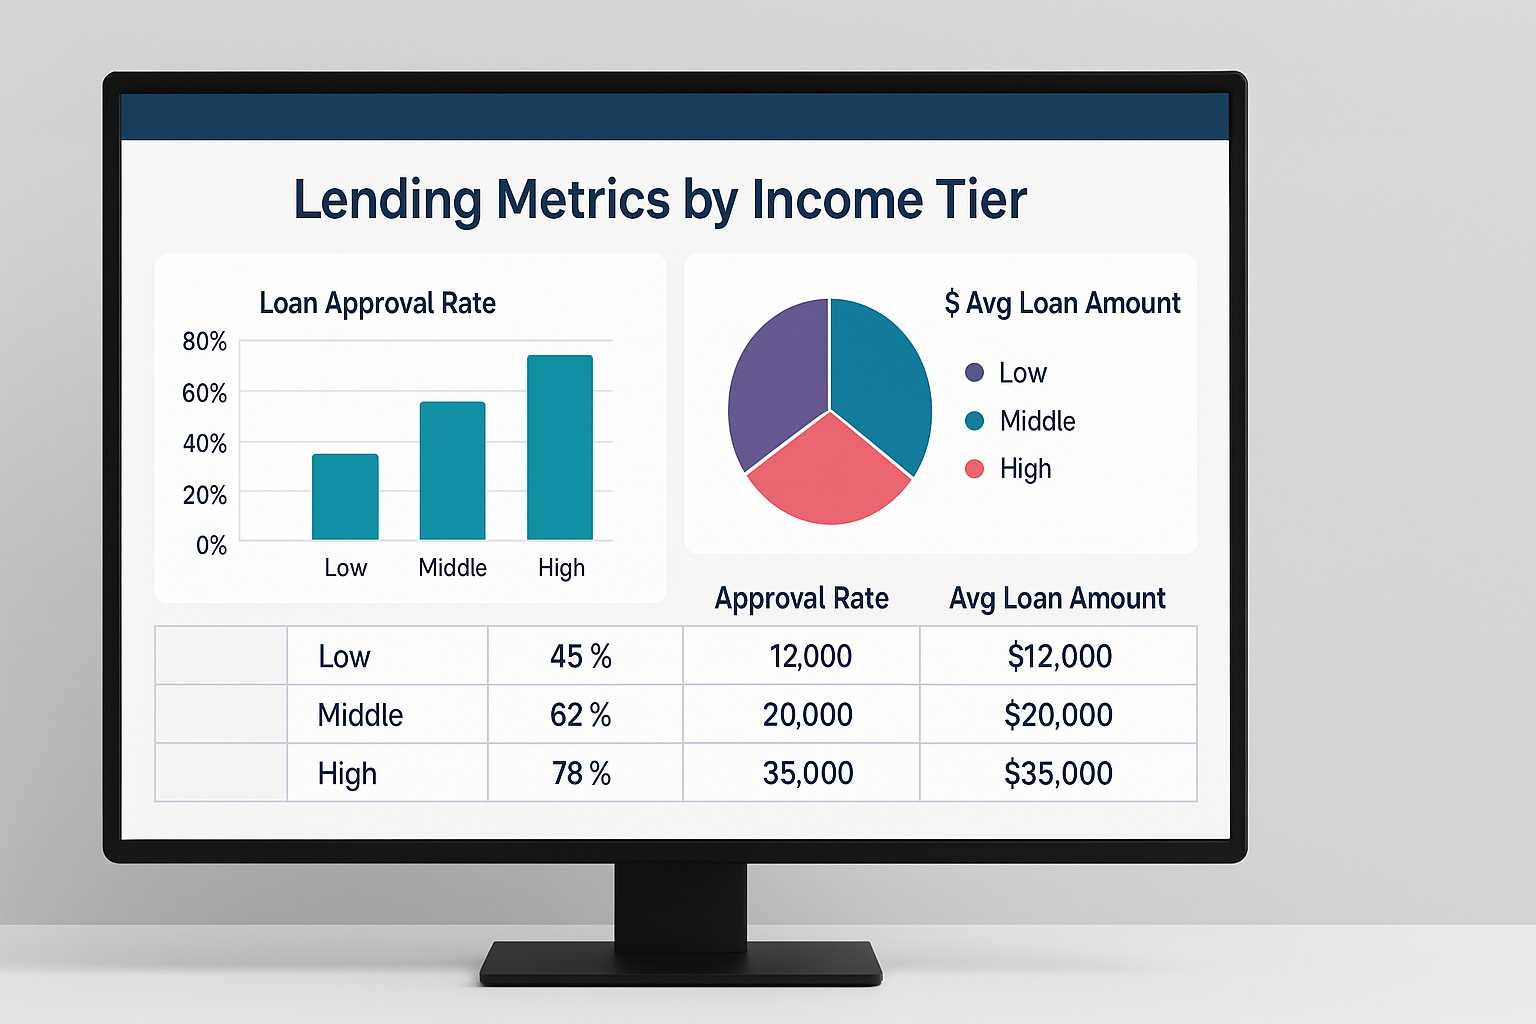 Lending Metrics by Income Tier
Loan Approval Rate
80%
60%
40%
20%
0%
Low Middle High
$ Avg Loan Amount
Low
Middle
High
Approval Rate Avg Loan Amount
Low 45 % 12,000 $12,000
Middle 62 % 20,000 $20,000
High 78 % 35,000 $35,000